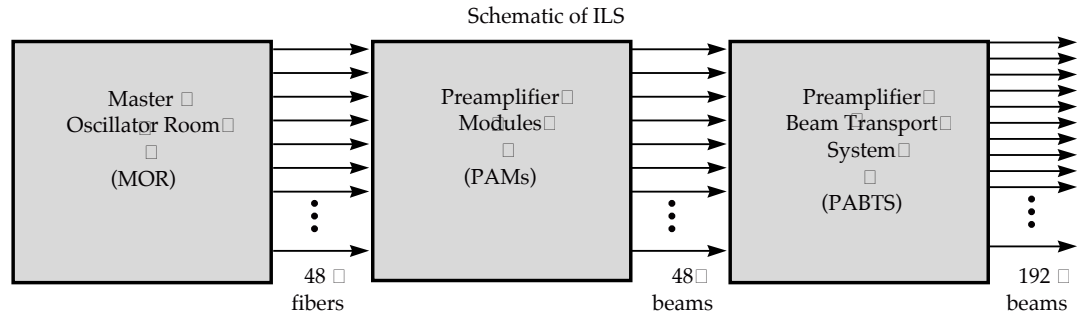 Schematic of ILS
Master
Oscillator Room
(MOR)
48
fibers
Preamplifier
Modules
(PAMs)
48
beams
Preamplifier
Beam Transport
System
(PABTS)
192
beams